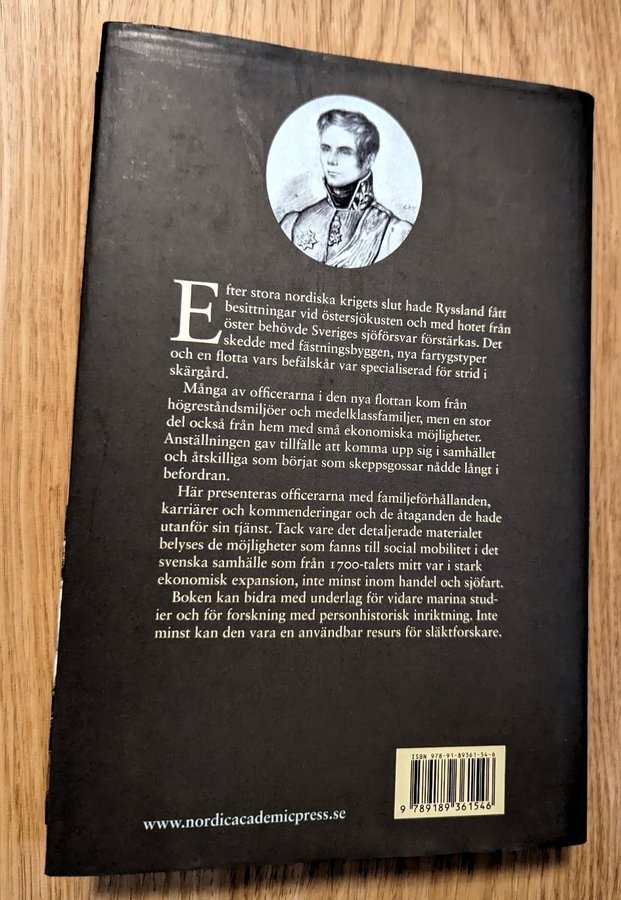 Efter stora nordiska krigets slut hade Ryssland fått
besittningar vid östersjökusten och med hotet från
öster behövde Sveriges sjöförsvar förstärkas. Det
skedde med fästningsbyggen, nya fartygstyper
och en flotta vars befälskår var specialiserad för strid i
skärgård.
Många av officerarna i den nya flottan kom från
högreståndsmiljöer och medelklassfamiljer, men en stor
del också från hem med små ekonomiska möjligheter.
Anställningen gav tillfälle att komma upp sig i samhället
och åtskilliga som börjat som skeppsgossar nådde långt i
befordran.
Här presenteras officerarna med familjeförhållanden,
karriärer och kommenderingar och de åtaganden de hade
utanför sin tjänst. Tack vare det detaljerade materialet
belyses de möjligheter som fanns till social mobilitet i det
svenska samhälle som från 1700-talets mitt var i stark
ekonomisk expansion, inte minst inom handel och sjöfart.
Boken kan bidra med underlag för vidare marina stud-
ier och för forskning med personhistorisk inriktning. Inte
minst kan den vara en användbar resurs för släktforskare.
ISBN 978-91-89361-54-6
9 789189 361546
www.nordicacademicpress.se